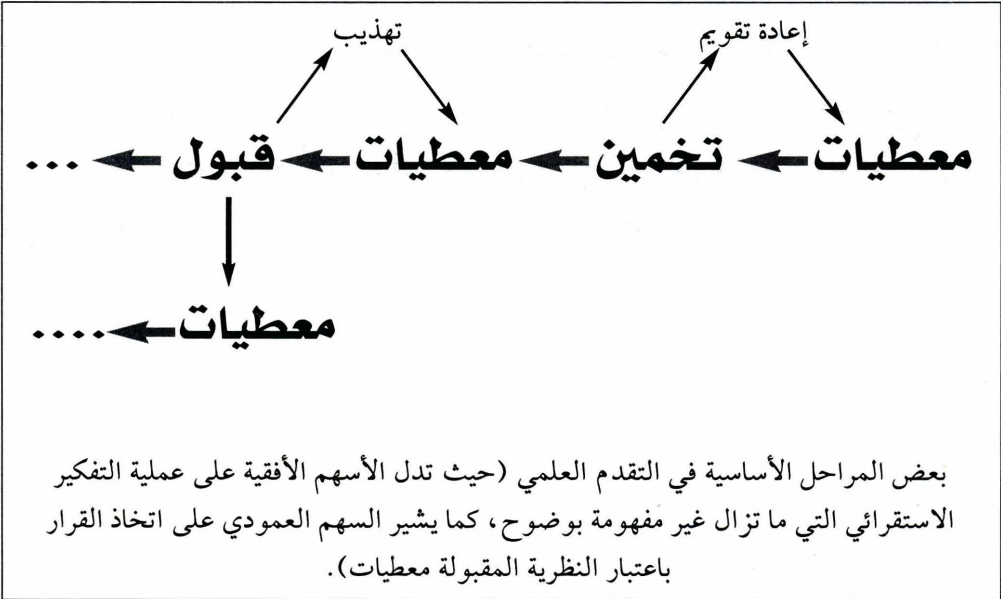 إعادة تقويم تهذيب
معطيات تخمين معطيات قبول ...
معطيات ....
بعض المراحل الأساسية في التقدم العلمي (حيث تدل الأسهم الأفقية على عملية التفكير
الاستقرائي التي ما تزال غير مفهومة بوضوح، كما يشير السهم العمودي على اتخاذ القرار
باعتبار النظرية المقبولة معطيات).